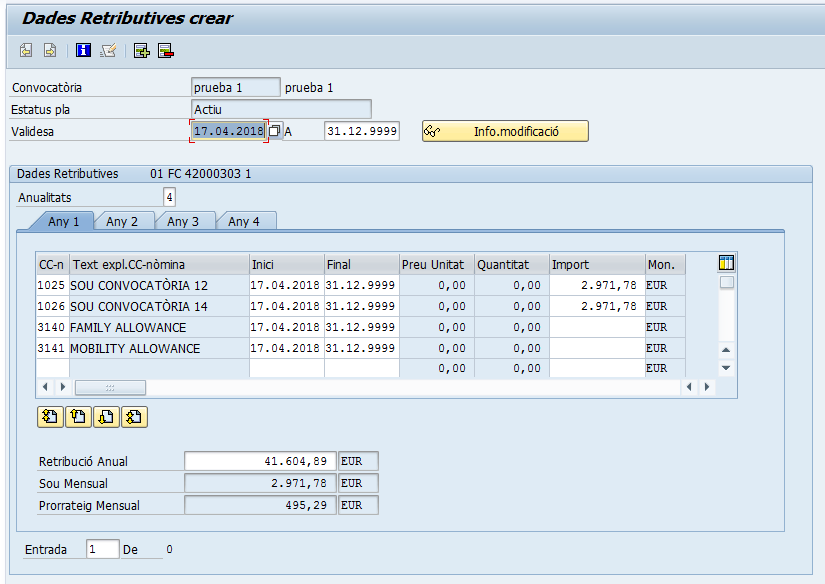 Dades Retributives crear
Convocatòria prueba 1 prueba 1
Estatus pla Actiu
Validesa 17.04.2018 A 31.12.9999 Info.modificació
Dades Retributives 01 FC 42000303 1
Anualitats 4
Any 1 Any 2 Any 3 Any 4
CC-n Text expl.CC-nòmina Inici Final Preu Unitat Quantitat Import Mon.
1025 SOU CONVOCATÒRIA 12 17.04.2018 31.12.9999 0,00 0,00 2.971,78 EUR
1026 SOU CONVOCATÒRIA 14 17.04.2018 31.12.9999 0,00 0,00 2.971,78 EUR
3140 FAMILY ALLOWANCE 17.04.2018 31.12.9999 0,00 0,00 EUR
3141 MOBILITY ALLOWANCE 17.04.2018 31.12.9999 0,00 0,00 EUR
0,00 0,00 EUR
Retribució Anual 41.604,89 EUR
Sou Mensual 2.971,78 EUR
Prorrateig Mensual 495,29 EUR
Entrada 1 De 0